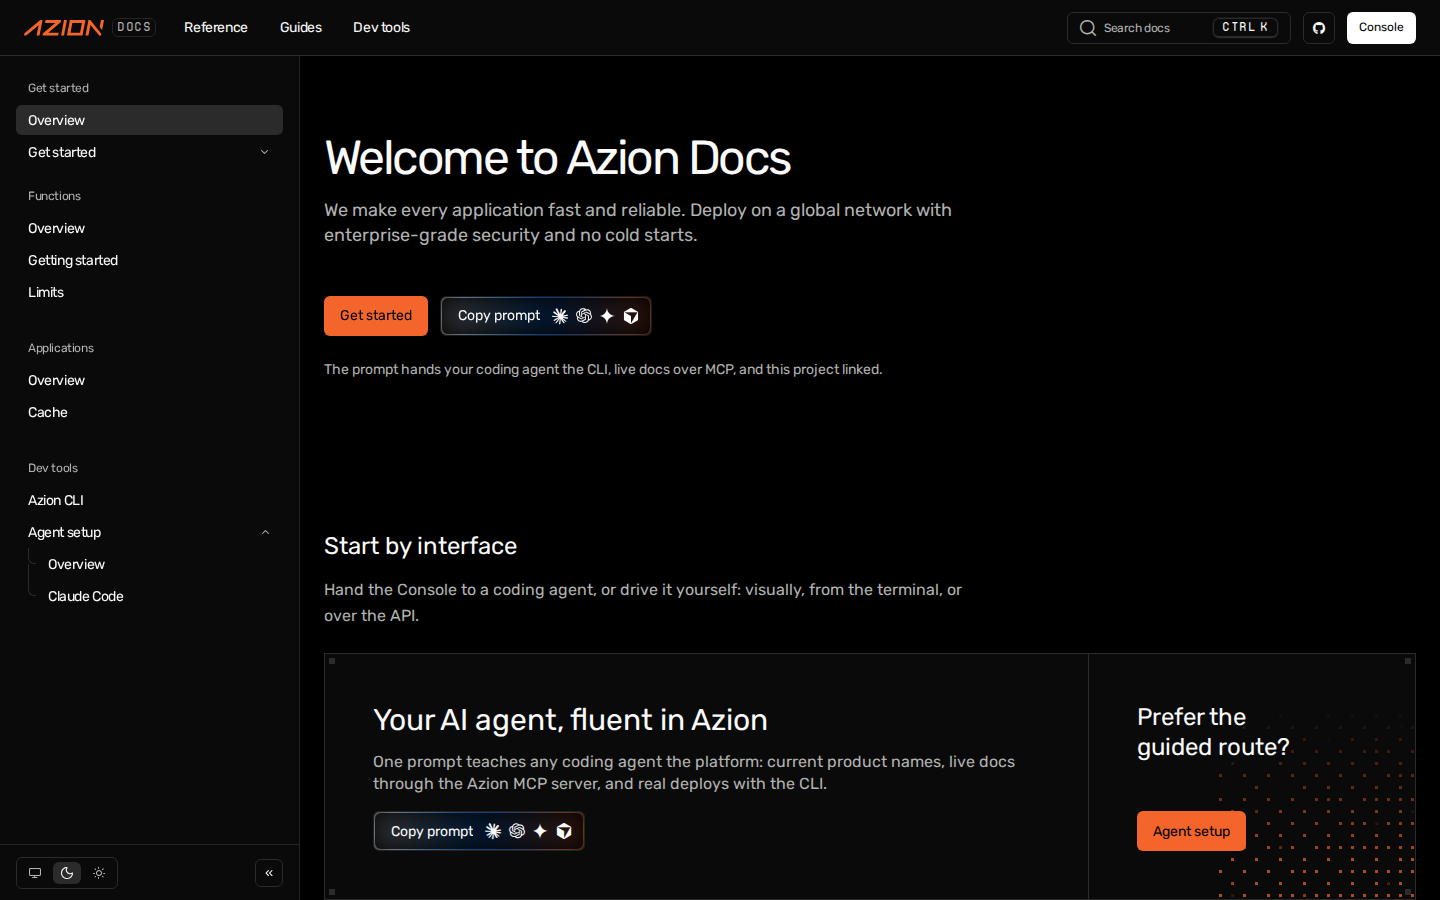 AZION DOCS
Reference
Guides
Dev tools
Search docs
CTRL K
Console
Get started
Overview
Get started
Functions
Overview
Getting started
Limits
Applications
Overview
Cache
Dev tools
Azion CLI
Agent setup
Overview
Claude Code
Welcome to Azion Docs
We make every application fast and reliable. Deploy on a global network with
enterprise-grade security and no cold starts.
Get started
Copy prompt
The prompt hands your coding agent the CLI, live docs over MCP, and this project linked.
Start by interface
Hand the Console to a coding agent, or drive it yourself: visually, from the terminal, or
over the API.
Your AI agent, fluent in Azion
One prompt teaches any coding agent the platform: current product names, live docs
through the Azion MCP server, and real deploys with the CLI.
Copy prompt
Prefer the
guided route?
Agent setup